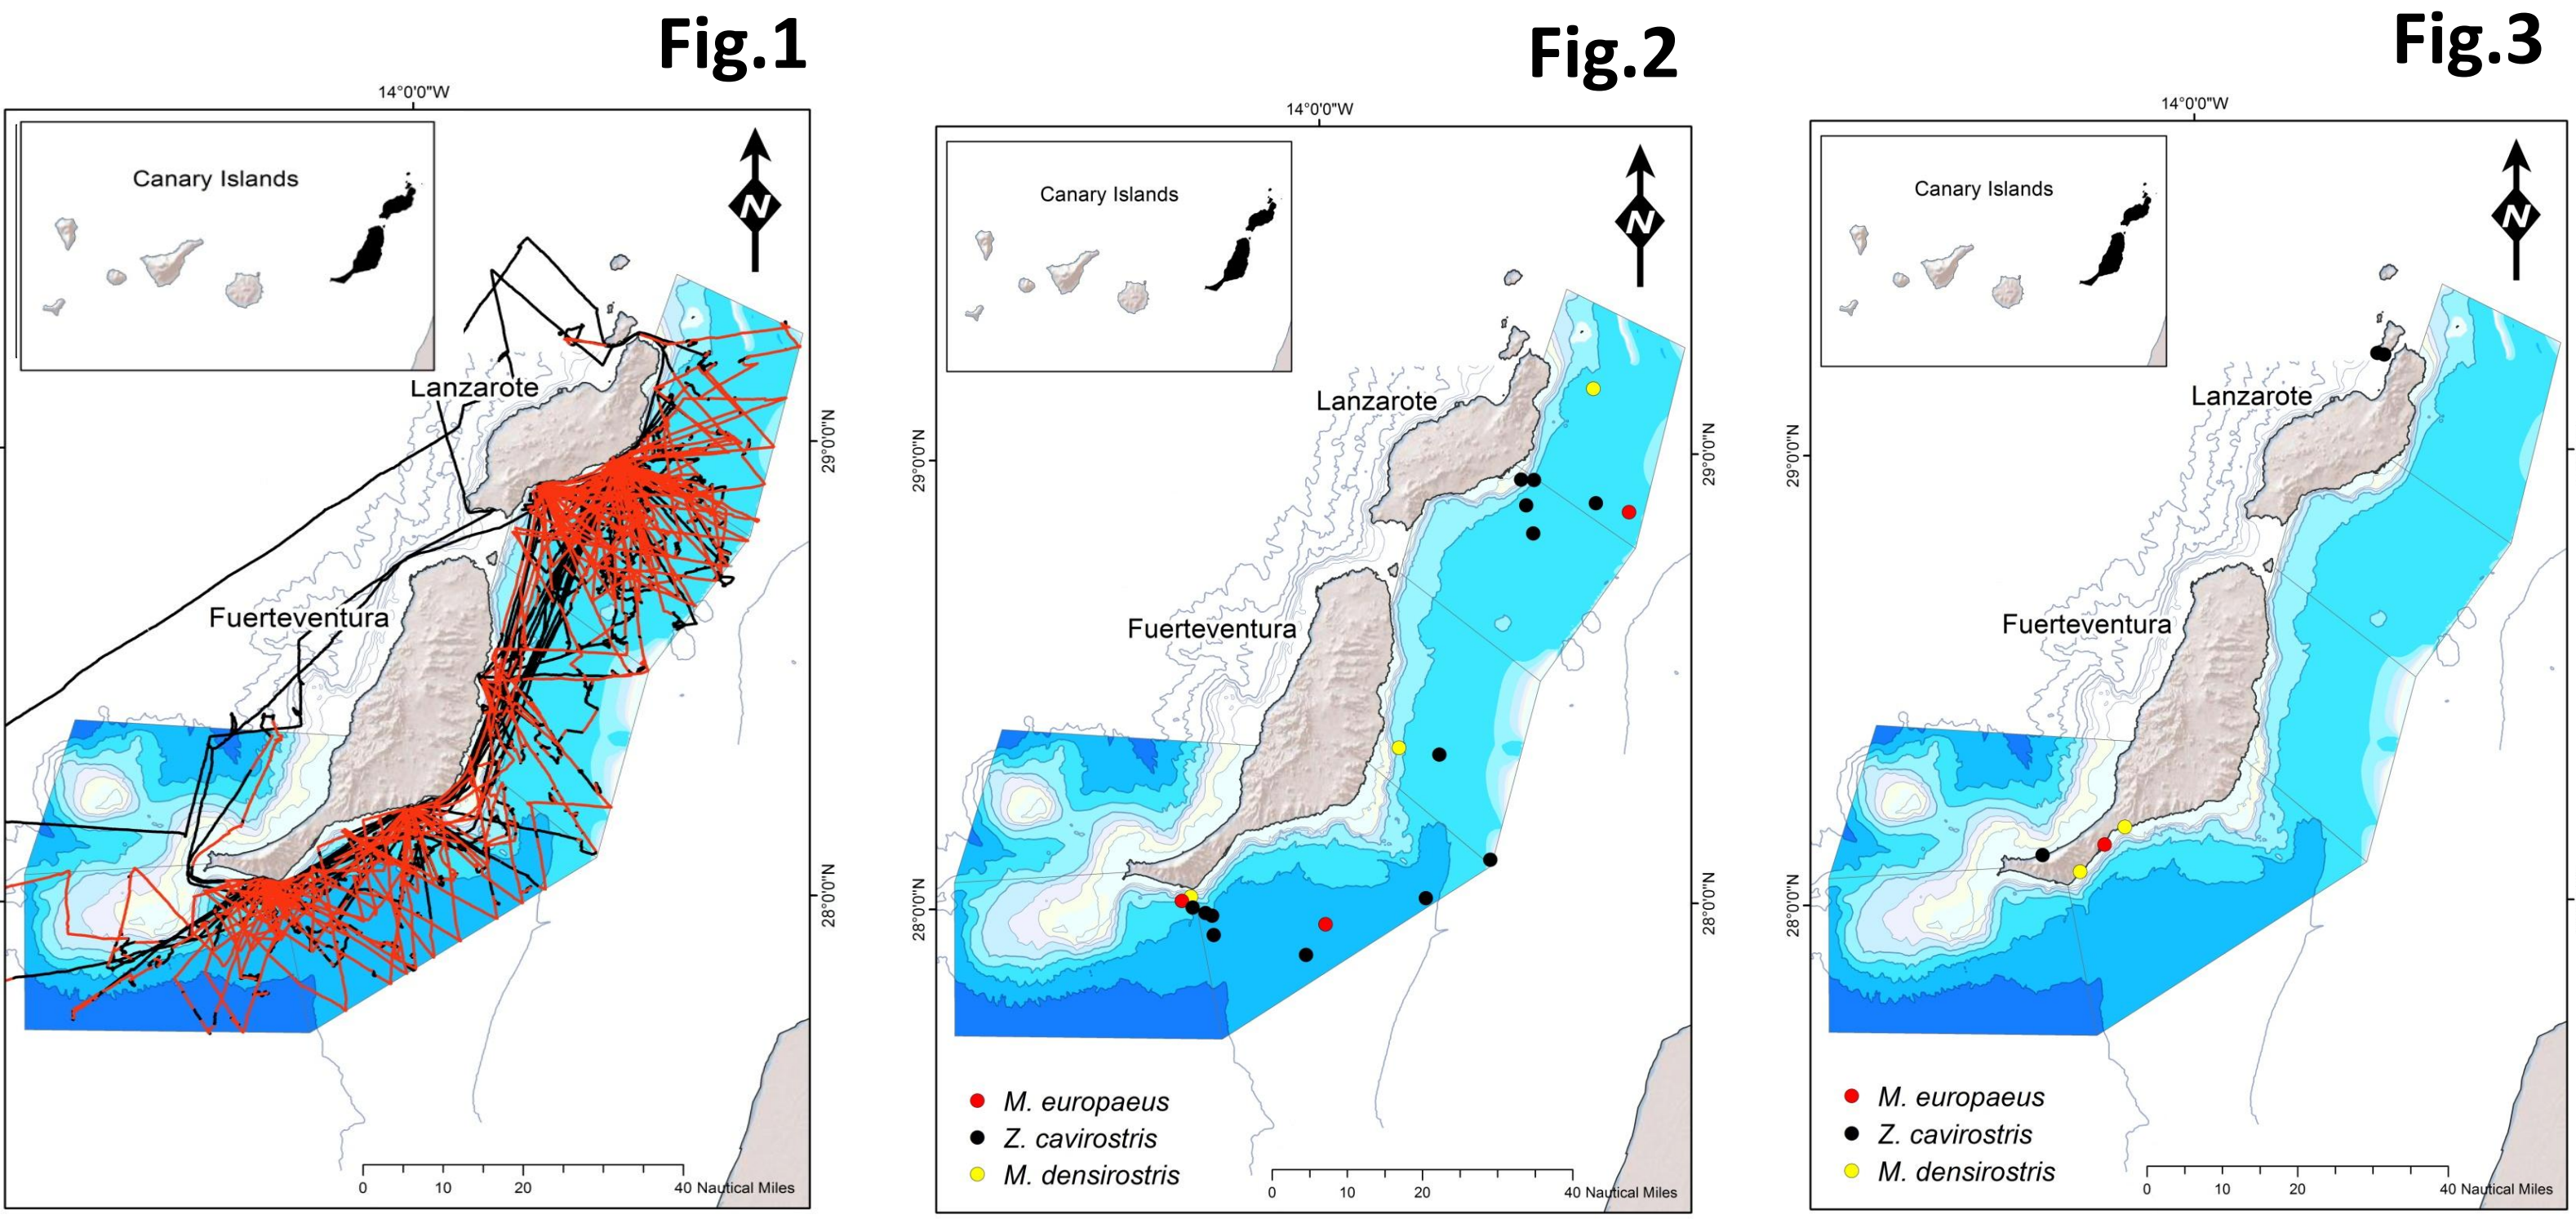 Fig.1
14°0'0"W
Canary Islands
N
Lanzarote
29°0'0"N
Fuerteventura
28°0'0"N
0 10 20 40 Nautical Miles
Fig.2
14°0'0"W
Canary Islands
N
Lanzarote
29°0'0"N
29°0'0"N
Fuerteventura
28°0'0"N
28°0'0"N
M. europaeus
Z. cavirostris
M. densirostris
0 10 20 40 Nautical Miles
Fig.3
14°0'0"W
Canary Islands
N
Lanzarote
29°0'0"N
Fuerteventura
28°0'0"N
M. europaeus
Z. cavirostris
M. densirostris
0 10 20 40 Nautical Miles